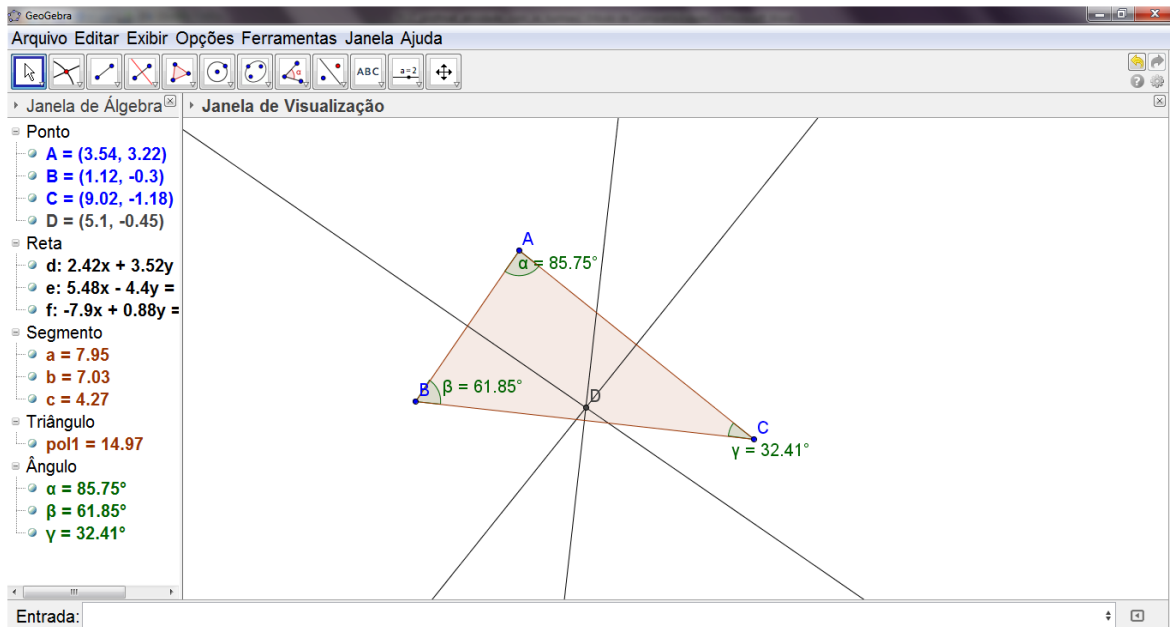 GeoGebra
Arquivo Editar Exibir Opções Ferramentas Janela Ajuda
ABC
a=2
Janela de Álgebra
Janela de Visualização
Ponto
A = (3.54, 3.22)
B = (1.12, -0.3)
C = (9.02, -1.18)
D = (5.1, -0.45)
Reta
d: 2.42x + 3.52y
e: 5.48x - 4.4y =
f: -7.9x + 0.88y =
Segmento
a = 7.95
b = 7.03
c = 4.27
Triângulo
pol1 = 14.97
Ângulo
α = 85.75°
β = 61.85°
γ = 32.41°
A
α = 85.75°
B
β = 61.85°
D
C
γ = 32.41°
Entrada: